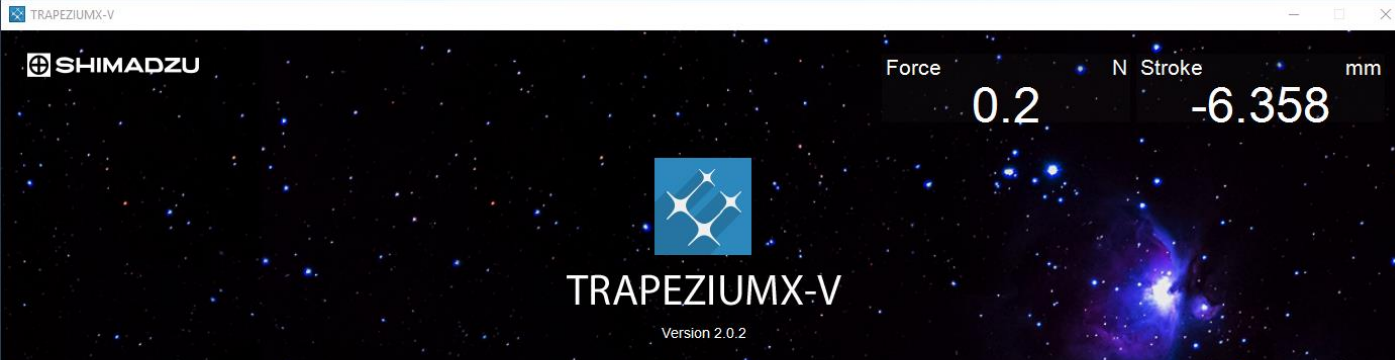 TRAPEZIUMX-V
SHIMADZU
Force N Stroke mm
0.2 -6.358
TRAPEZIUMX-V
Version 2.0.2